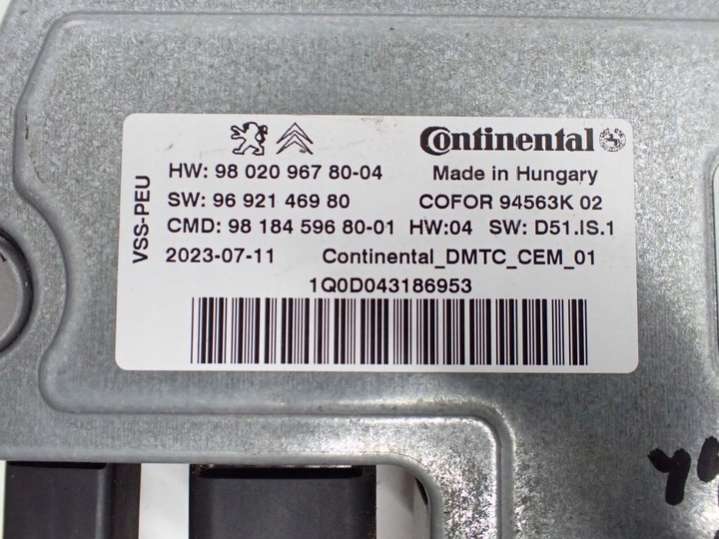 Continental
HW: 98 020 967 80-04 Made in Hungary
SW: 96 921 469 80 COFOR 94563K 02
CMD: 98 184 596 80-01 HW:04 SW: D51.IS.1
2023-07-11 Continental_DMTC_CEM_01
1Q0D043186953
VSS-PEU